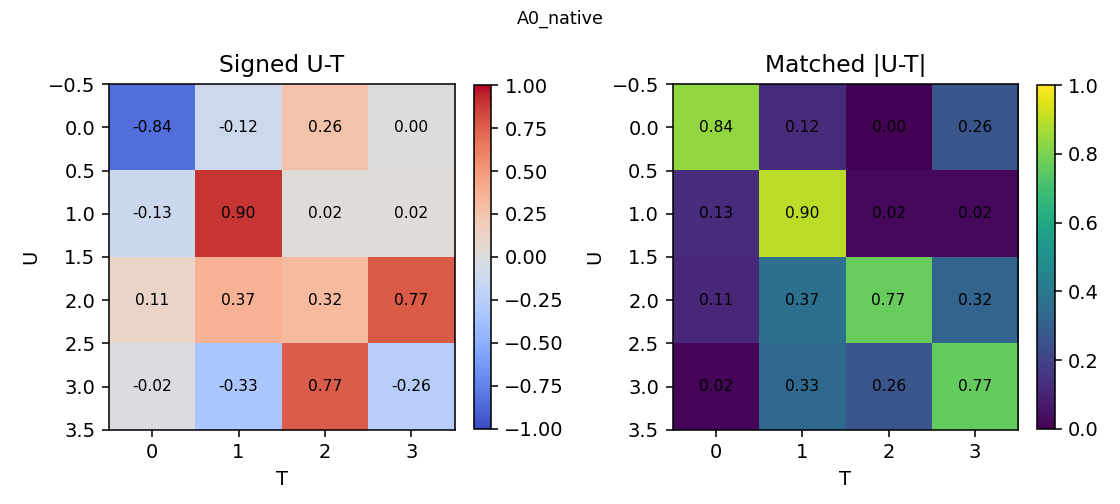 A0_native
Signed U-T
Matched |U-T|
−0.5
0.0
0.5
1.0
1.5
2.0
2.5
3.0
3.5
U
-0.84 -0.12 0.26 0.00
-0.13 0.90 0.02 0.02
0.11 0.37 0.32 0.77
-0.02 -0.33 0.77 -0.26
0 1 2 3
T
1.00
0.75
0.50
0.25
0.00
−0.25
−0.50
−0.75
−1.00
−0.5
0.0
0.5
1.0
1.5
2.0
2.5
3.0
3.5
U
0.84 0.12 0.00 0.26
0.13 0.90 0.02 0.02
0.11 0.37 0.77 0.32
0.02 0.33 0.26 0.77
0 1 2 3
T
1.0
0.8
0.6
0.4
0.2
0.0